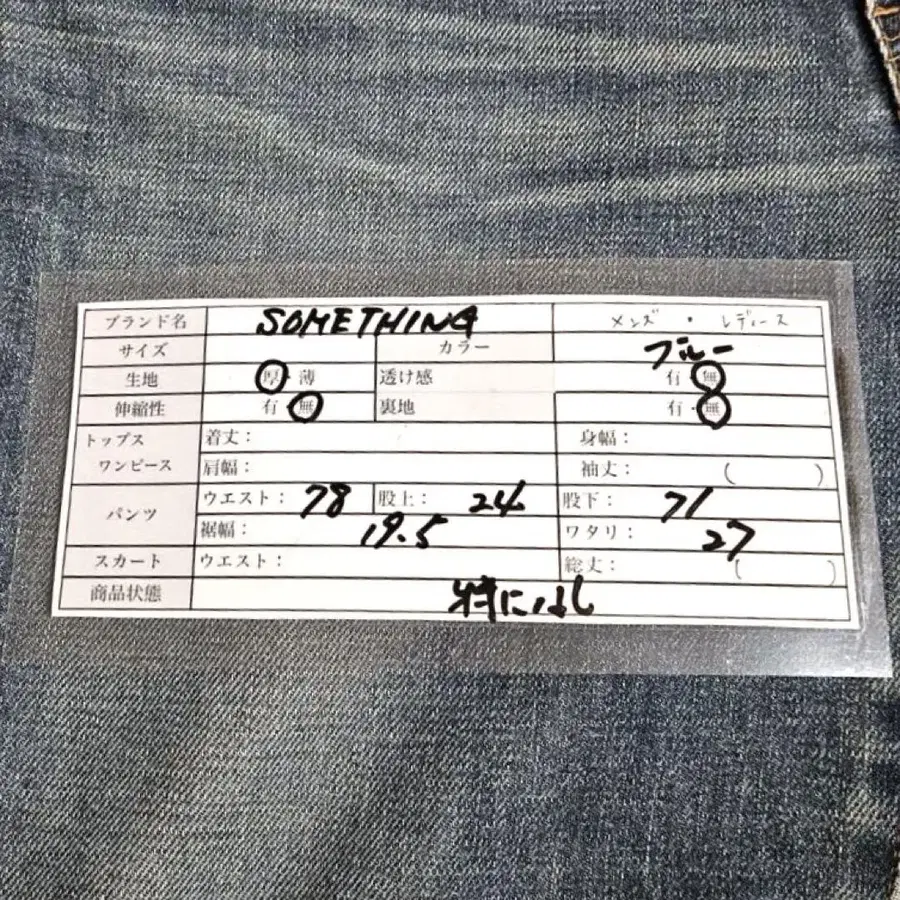 ブランド名 SOMETHING メンズ ・ レディース
サイズ カラー ブルー
生地 厚・薄 透け感 有・無
伸縮性 有・無 裏地 有・無
トップス 着丈： 身幅：
ワンピース 肩幅： 袖丈： ( )
パンツ ウエスト： 78 股上： 24 股下： 71
裾幅： 19.5 ワタリ： 27
スカート ウエスト： 総丈： ( )
商品状態 特になし